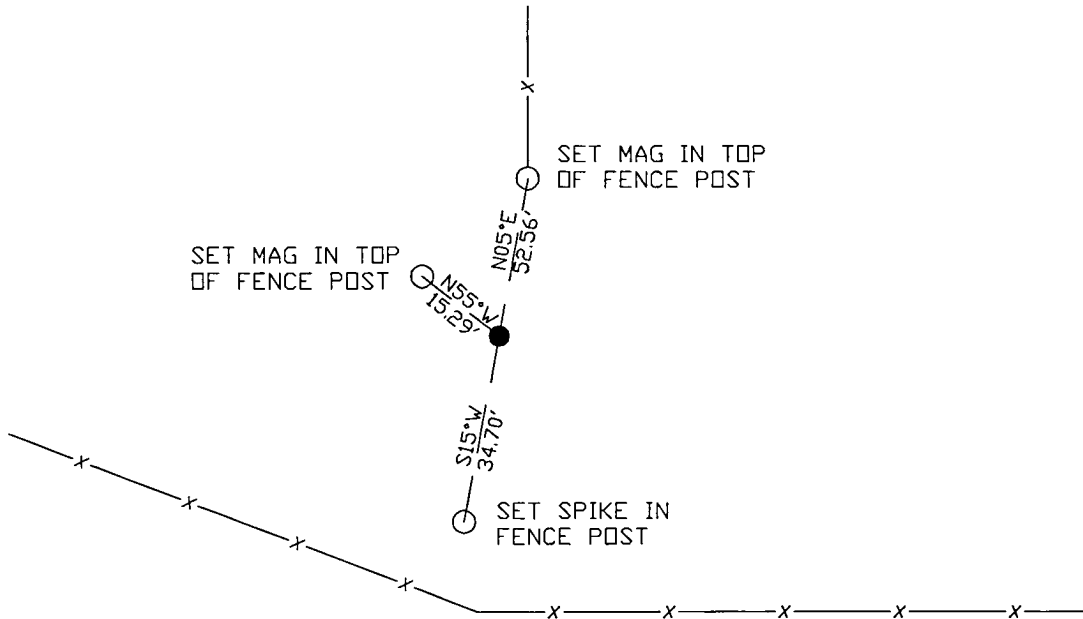 SET MAG IN TOP
OF FENCE POST
N05°E
52.56'
SET MAG IN TOP
OF FENCE POST
N55°W
15.29'
S15°W
34.70'
SET SPIKE IN
FENCE POST